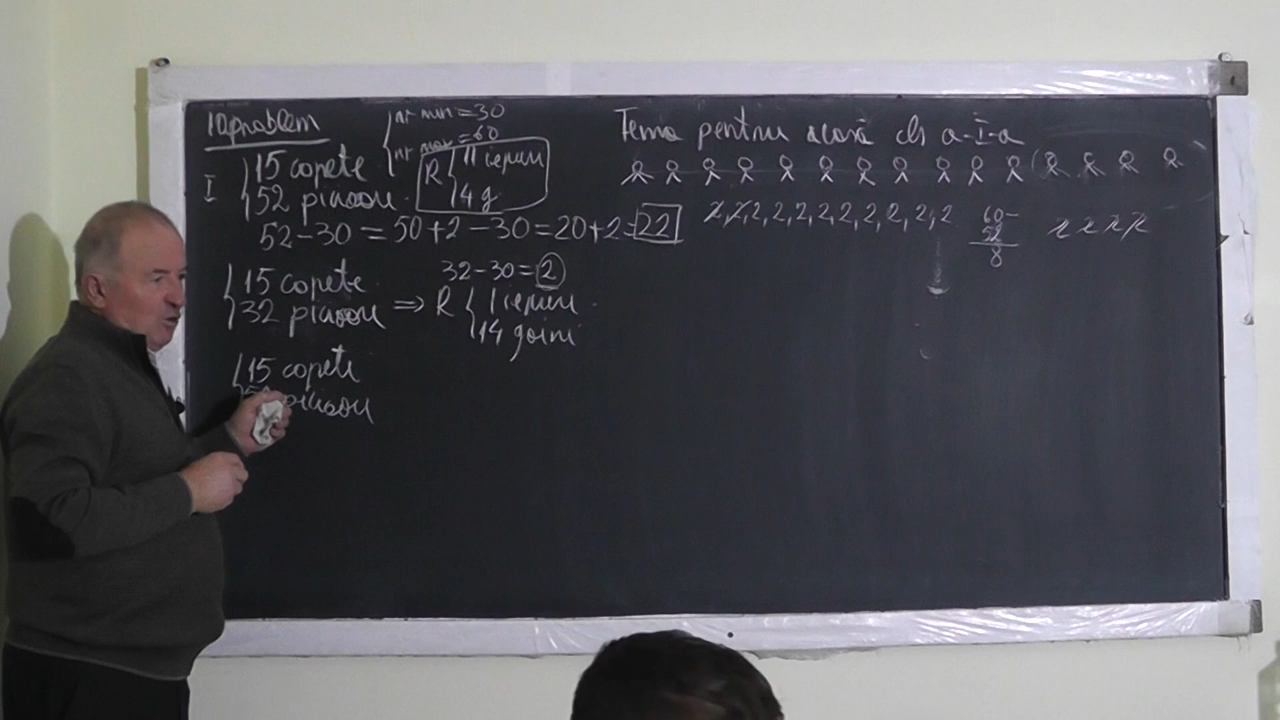 nr min = 30
nr max = 60
I
15 capete
52 picioare
R
11 iepuri
4 g
52-30 = 50+2-30=20+2=22
15 capete
32 picioare ⇒ R
32-30=2
1 iepure
14 găini
15 capete
picioare
Tema pentru acasă cls a-I-a
2, 2, 2, 2, 2, 2, 2, 2, 2, 2, 2
60-
52
8
2 2 2 2